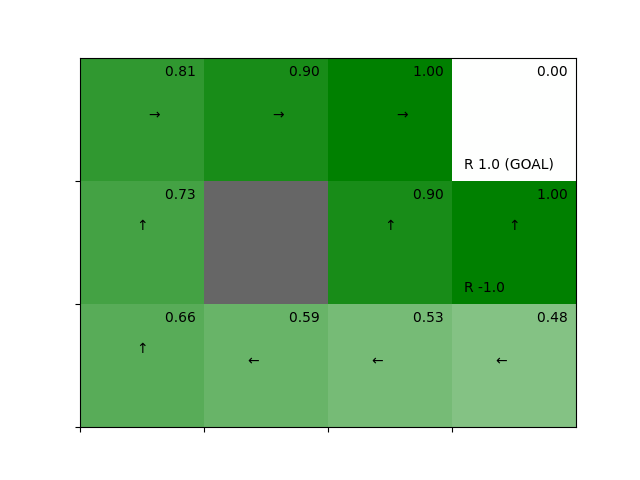 0.81 0.90 1.00 0.00
→ → →
R 1.0 (GOAL)
0.73 0.90 1.00
↑ ↑ ↑
R -1.0
0.66 0.59 0.53 0.48
↑ ← ← ←